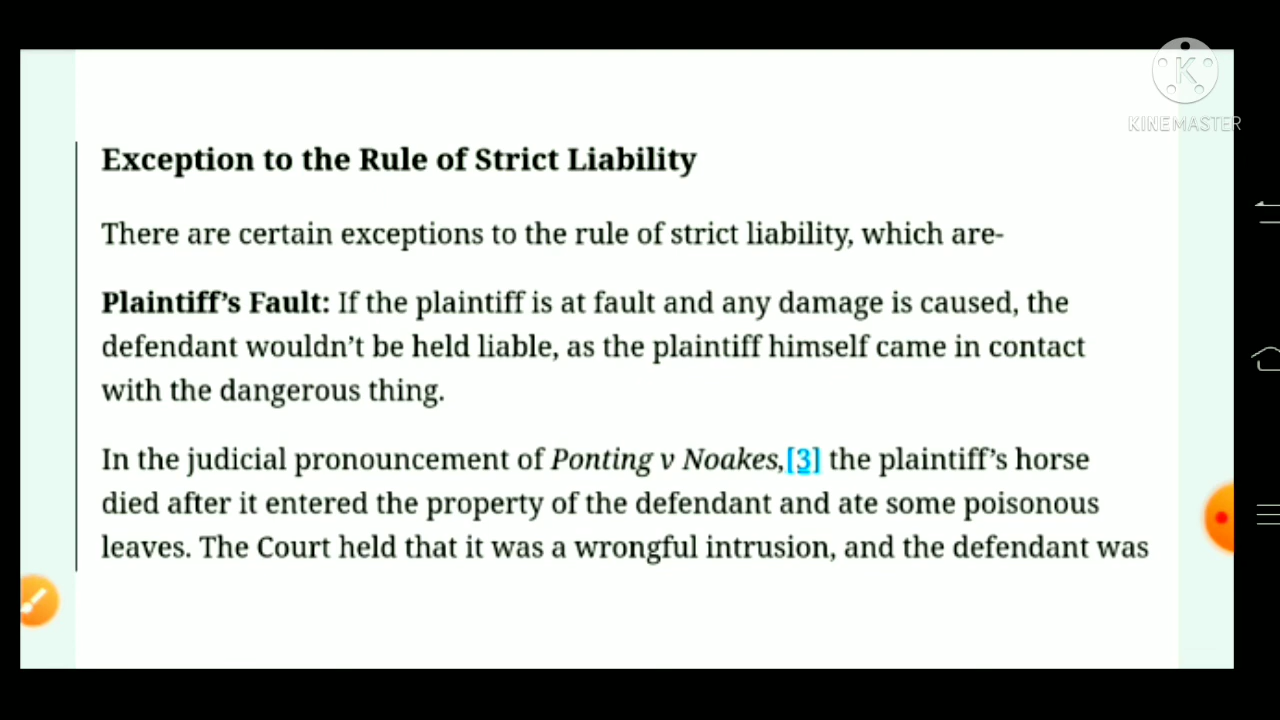 KINEMASTER
Exception to the Rule of Strict Liability
There are certain exceptions to the rule of strict liability, which are-
Plaintiff’s Fault: If the plaintiff is at fault and any damage is caused, the
defendant wouldn’t be held liable, as the plaintiff himself came in contact
with the dangerous thing.
In the judicial pronouncement of Ponting v Noakes,[3] the plaintiff’s horse
died after it entered the property of the defendant and ate some poisonous
leaves. The Court held that it was a wrongful intrusion, and the defendant was